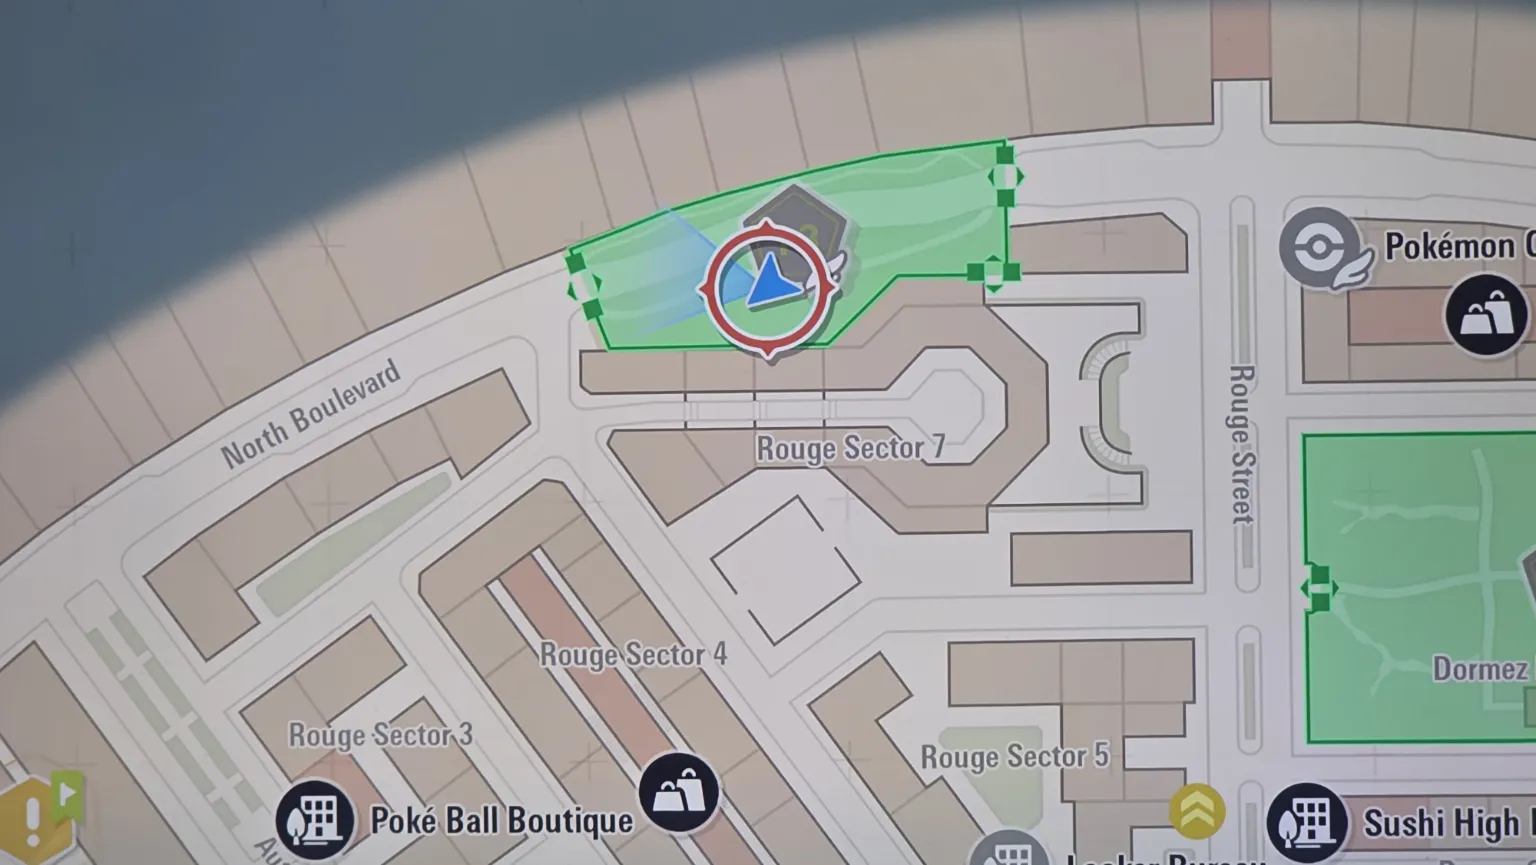 Pokémon
North Boulevard
Rouge Street
Rouge Sector 7
Rouge Sector 4
Dormez
Rouge Sector 3
Rouge Sector 5
Poké Ball Boutique
Sushi High